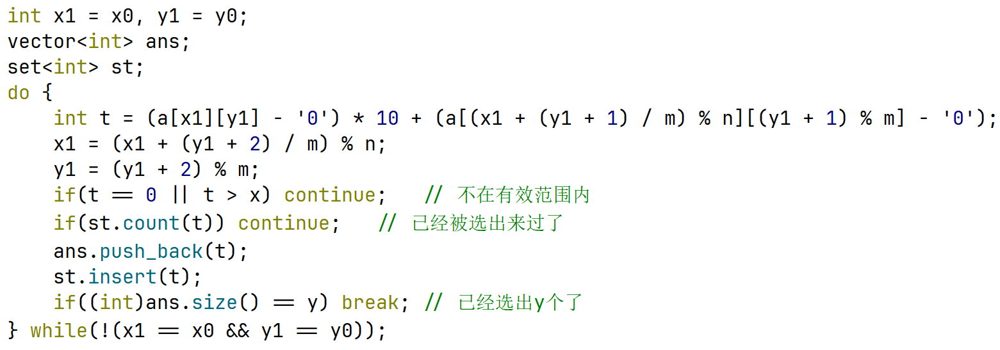 int x1 = x0, y1 = y0;
vector<int> ans;
set<int> st;
do {
    int t = (a[x1][y1] - '0') * 10 + (a[(x1 + (y1 + 1) / m) % n][(y1 + 1) % m] - '0');
    x1 = (x1 + (y1 + 2) / m) % n;
    y1 = (y1 + 2) % m;
    if(t == 0 || t > x) continue;   // 不在有效范围内
    if(st.count(t)) continue;   // 已经被选出来过了
    ans.push_back(t);
    st.insert(t);
    if((int)ans.size() == y) break; // 已经选出y个了
} while(!(x1 == x0 && y1 == y0));